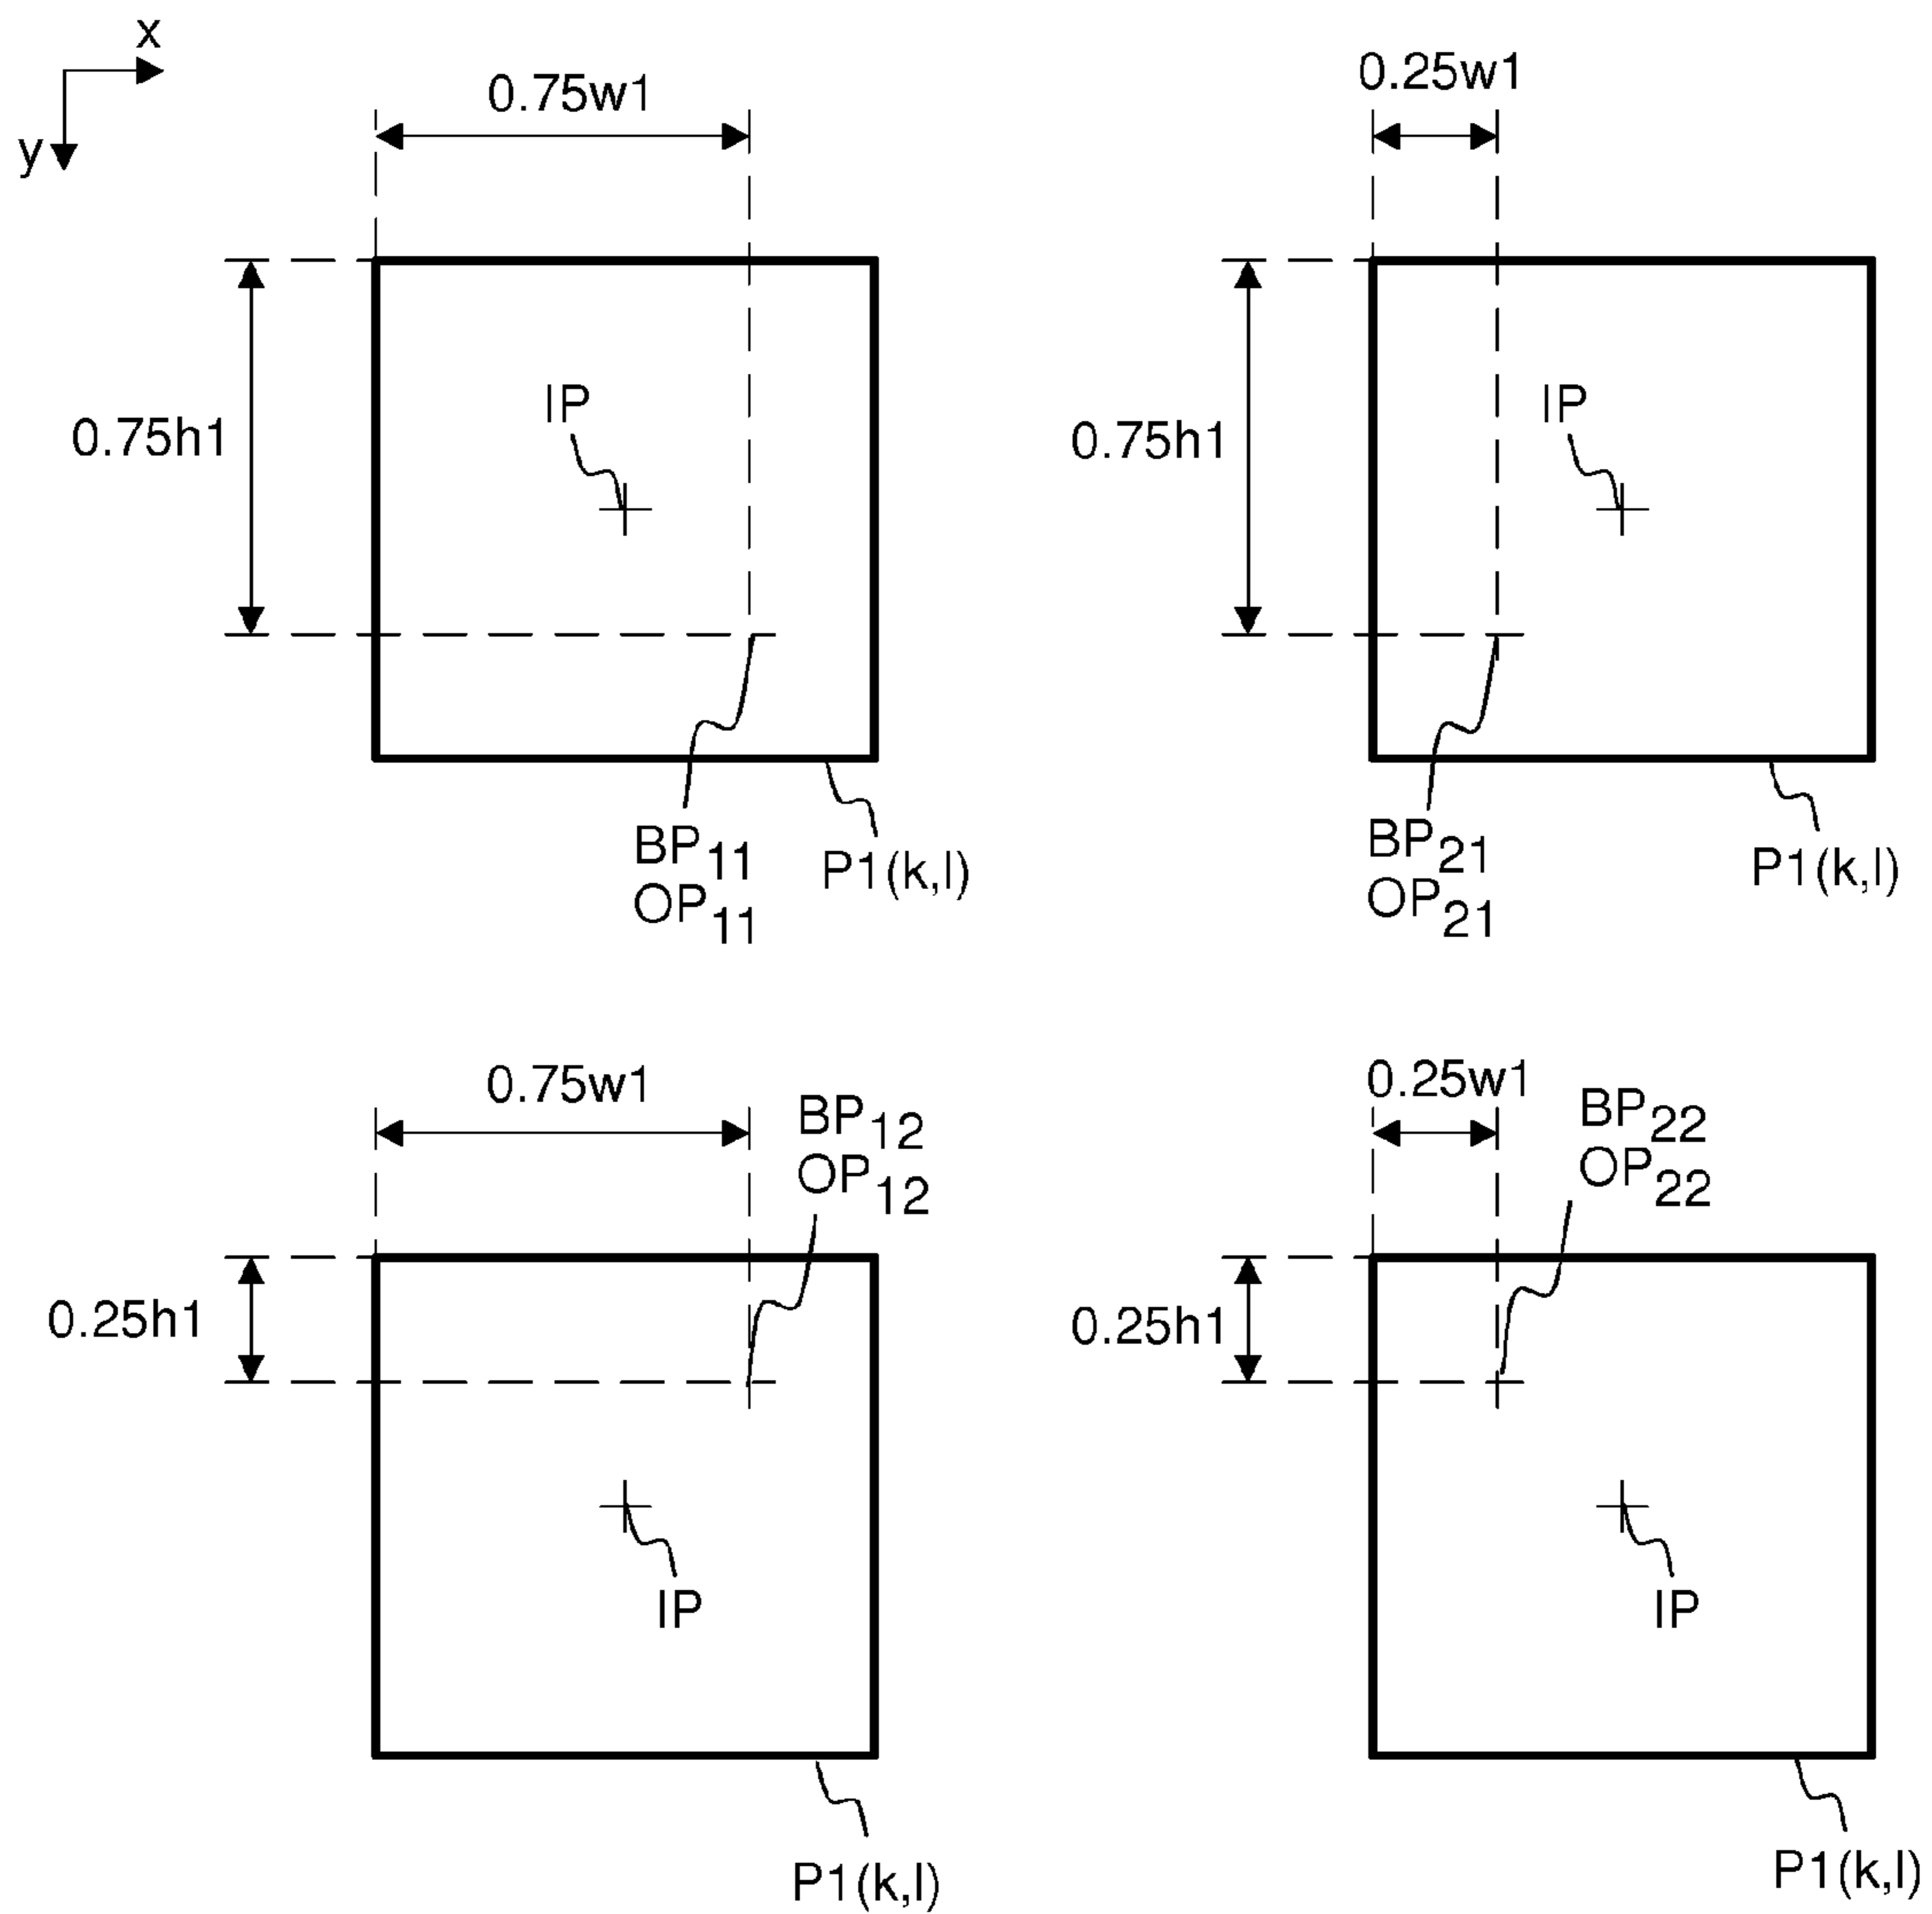 x
y
0.75w1
0.25w1
0.75h1
IP
0.75h1
IP
BP11
OP11
P1(k,l)
BP21
OP21
P1(k,l)
0.75w1
BP12
OP12
0.25w1
BP22
OP22
0.25h1
0.25h1
IP
IP
P1(k,l)
P1(k,l)